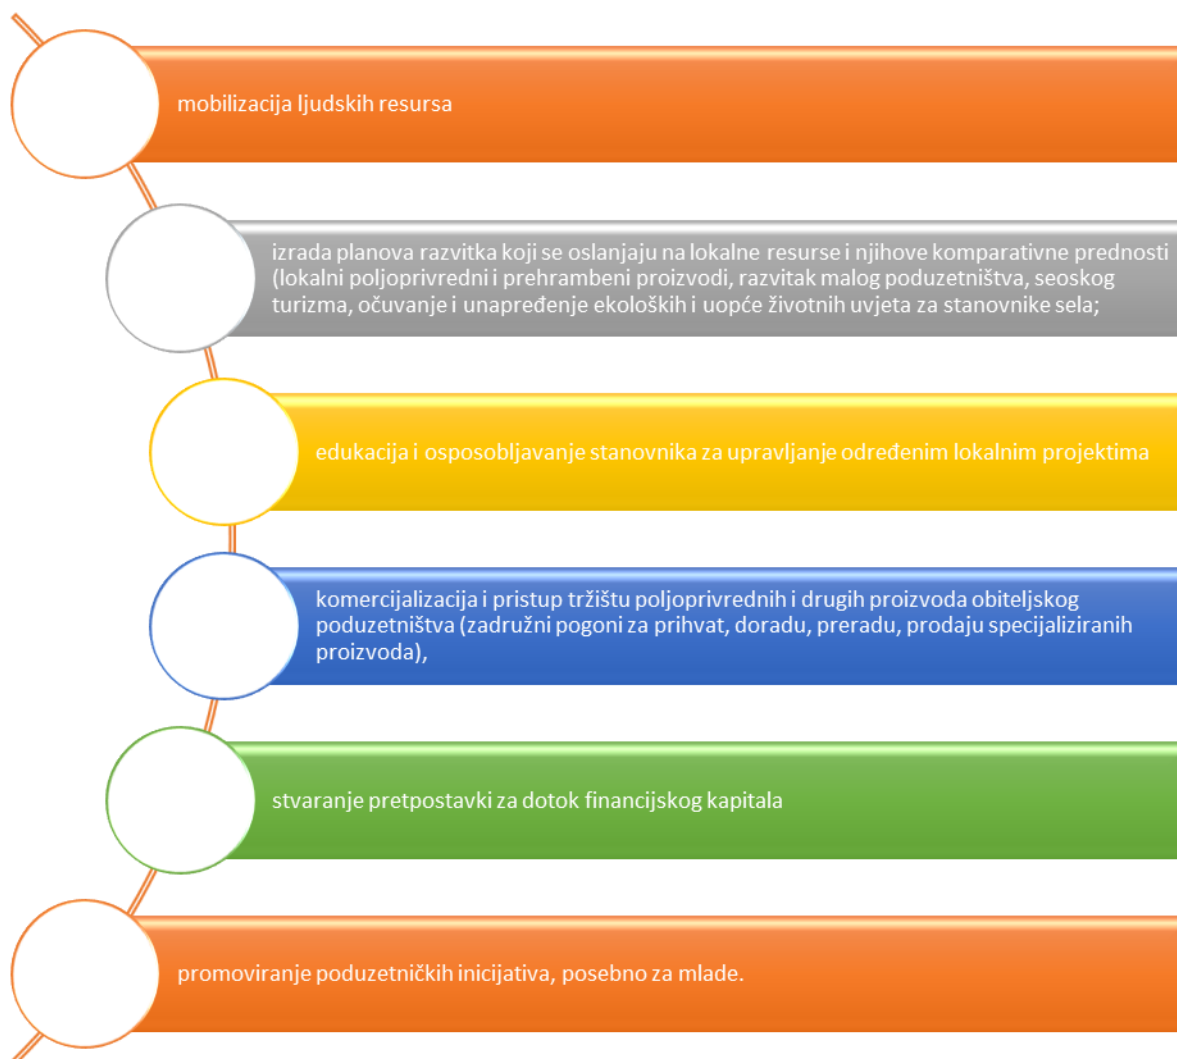 mobilizacija ljudskih resursa
izrada planova razvitka koji se oslanjaju na lokalne resurse i njihove komparativne prednosti
(lokalni poljoprivredni i prehrambeni proizvodi, razvitak malog poduzetništva, seoskog
turizma, očuvanje i unapređenje ekoloških i uopće životnih uvjeta za stanovnike sela;
edukacija i osposobljavanje stanovnika za upravljanje određenim lokalnim projektima
komercijalizacija i pristup tržištu poljoprivrednih i drugih proizvoda obiteljskog
poduzetništva (zadružni pogoni za prihvat, doradu, preradu, prodaju specijaliziranih
proizvoda),
stvaranje pretpostavki za dotok financijskog kapitala
promoviranje poduzetničkih inicijativa, posebno za mlade.